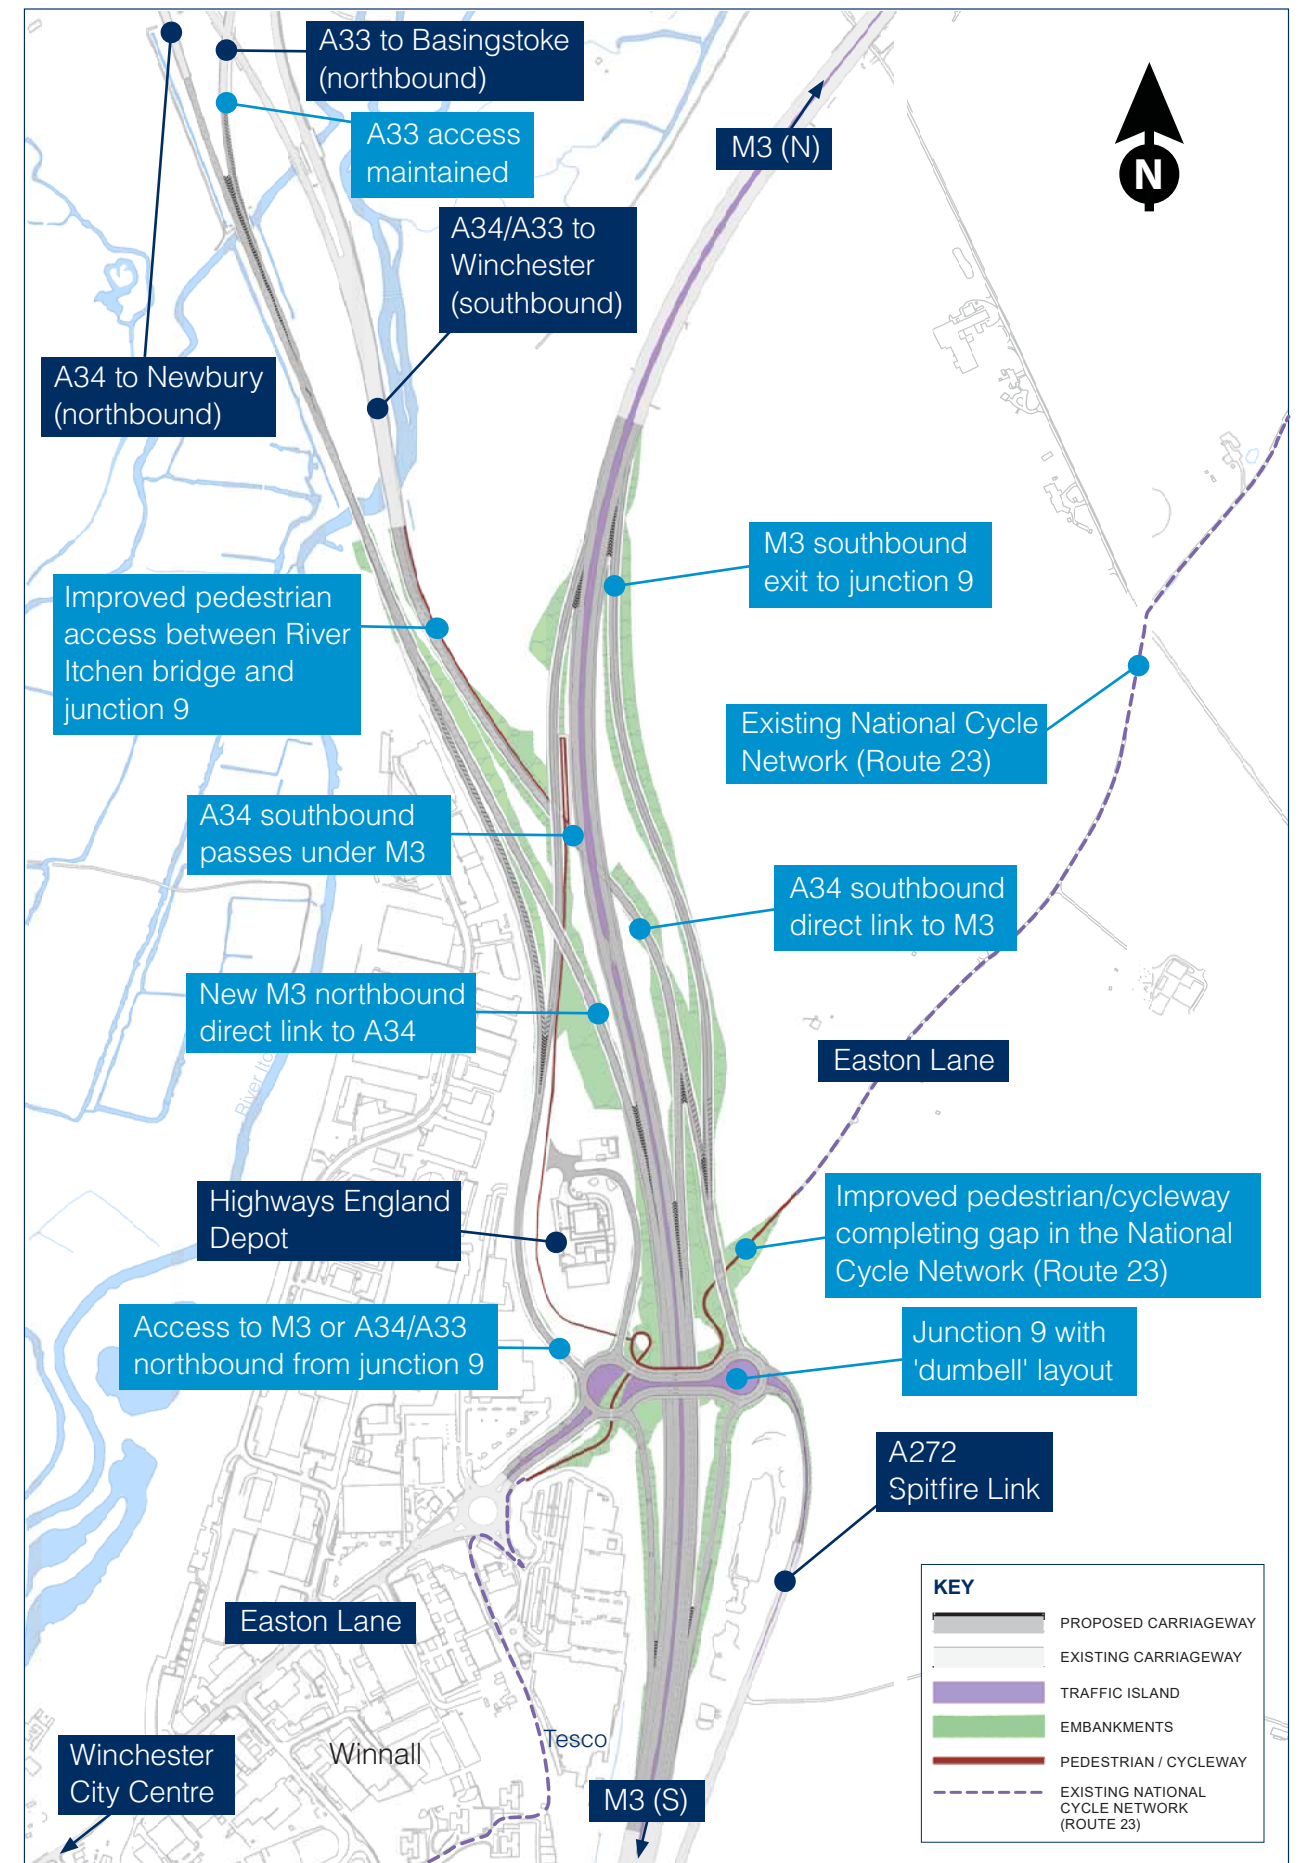 A33 to Basingstoke
(northbound)
A33 access
maintained
M3 (N)
N
A34/A33 to
Winchester
(southbound)
A34 to Newbury
(northbound)
M3 southbound
exit to junction 9
Improved pedestrian
access between River
Itchen bridge and
junction 9
Existing National Cycle
Network (Route 23)
A34 southbound
passes under M3
A34 southbound
direct link to M3
New M3 northbound
direct link to A34
Easton Lane
River Itc
Highways England
Depot
Improved pedestrian/cycleway
completing gap in the National
Cycle Network (Route 23)
Access to M3 or A34/A33
northbound from junction 9
Junction 9 with
'dumbell' layout
A272
Spitfire Link
Easton Lane
Tesco
Winnall
Winchester
City Centre
M3 (S)
KEY
PROPOSED CARRIAGEWAY
EXISTING CARRIAGEWAY
TRAFFIC ISLAND
EMBANKMENTS
PEDESTRIAN / CYCLEWAY
EXISTING NATIONAL
CYCLE NETWORK
(ROUTE 23)